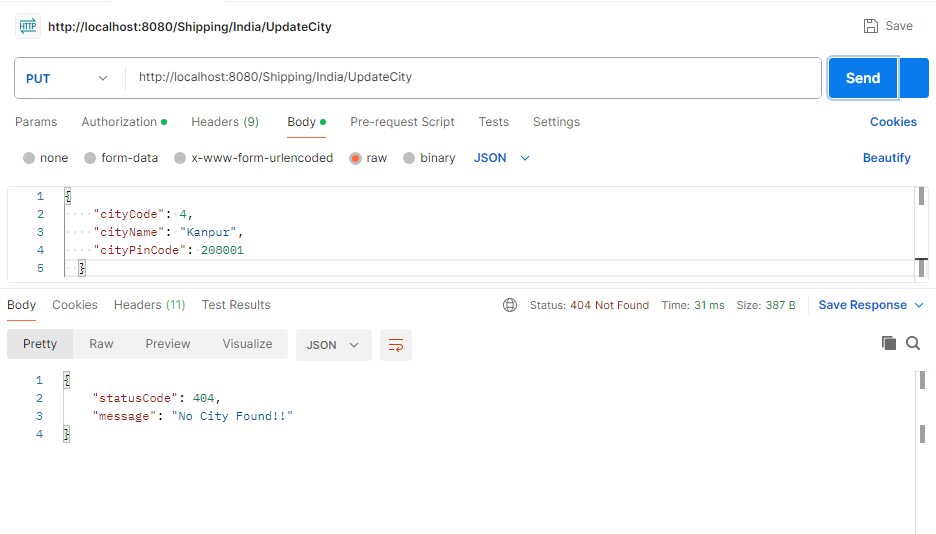 HTTP http://localhost:8080/Shipping/India/UpdateCity Save
PUT http://localhost:8080/Shipping/India/UpdateCity Send
Params Authorization Headers (9) Body Pre-request Script Tests Settings Cookies
none form-data x-www-form-urlencoded raw binary JSON Beautify
1 {
2 "cityCode": 4,
3 "cityName": "Kanpur",
4 "cityPinCode": 208001
5 }
Body Cookies Headers (11) Test Results Status: 404 Not Found Time: 31 ms Size: 387 B Save Response
Pretty Raw Preview Visualize JSON
1 {
2 "statusCode": 404,
3 "message": "No City Found!!"
4 }